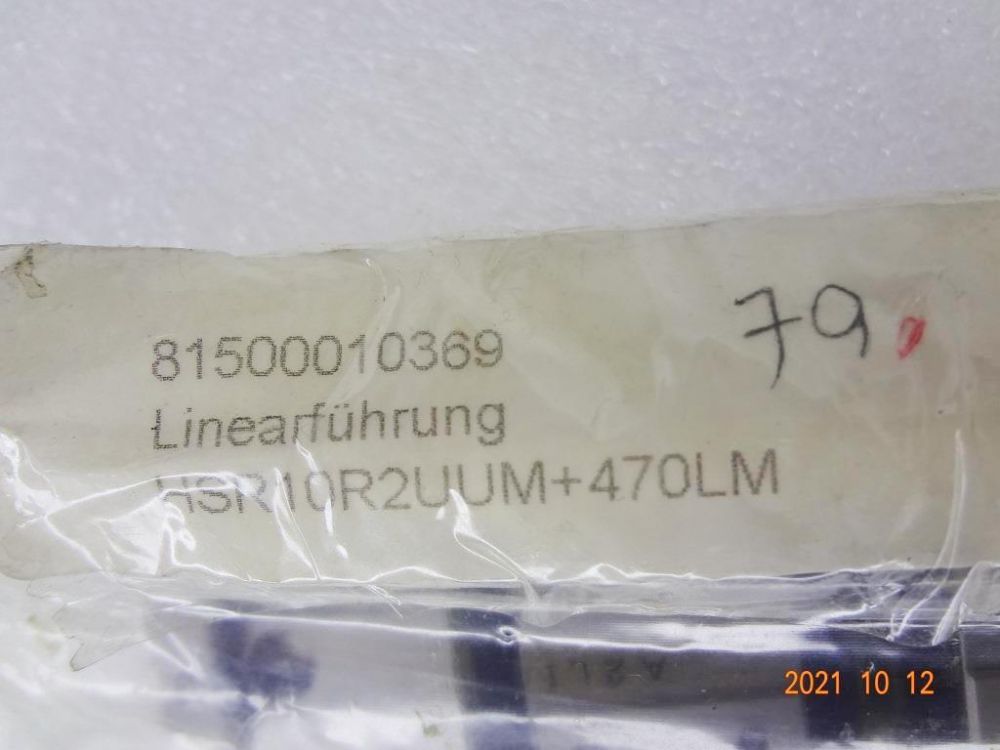 79
81500010369
Linearführung
HSR10R2UUM+470LM
2021 10 12